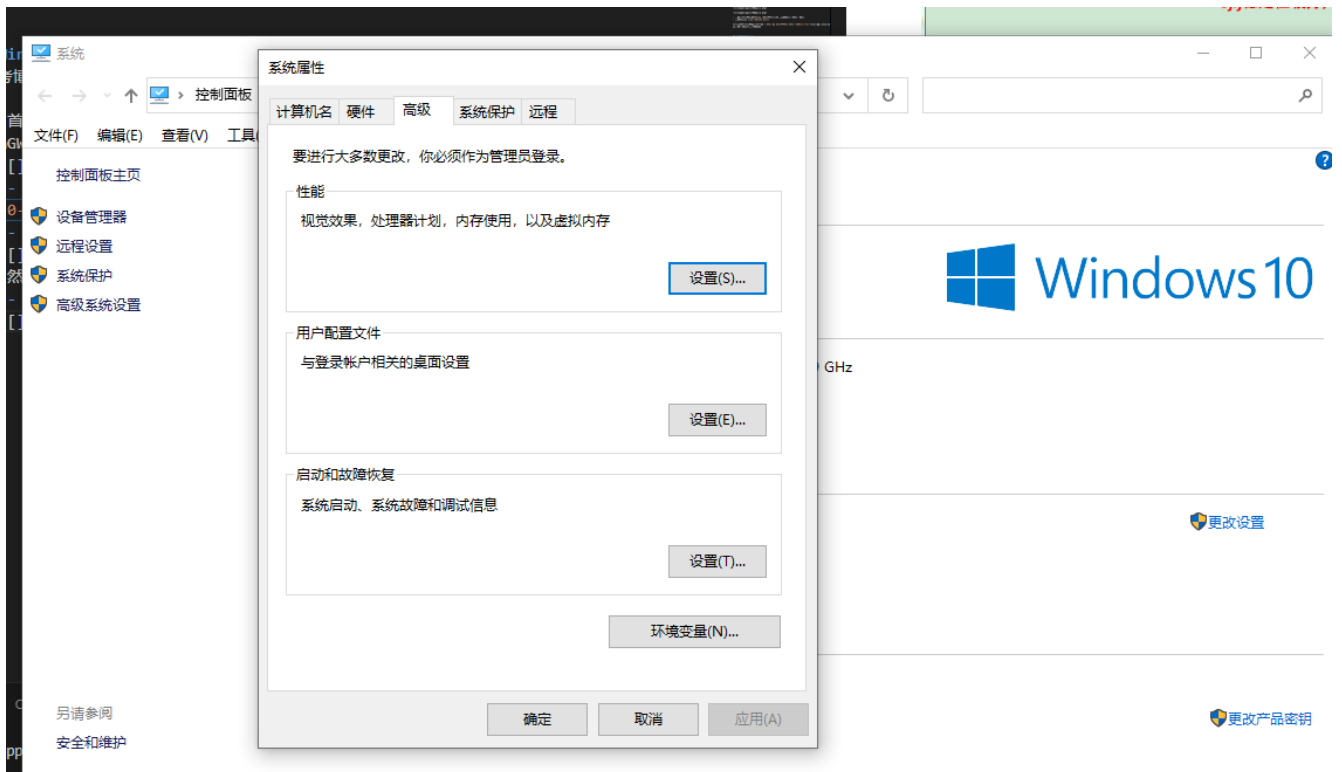 系统
系统属性
控制面板
文件(F) 编辑(E) 查看(V) 工具(
计算机名 硬件 高级 系统保护 远程
要进行大多数更改，你必须作为管理员登录。
控制面板主页
性能
视觉效果，处理器计划，内存使用，以及虚拟内存
设备管理器
远程设置
系统保护
高级系统设置
设置(S)...
Windows 10
用户配置文件
与登录帐户相关的桌面设置
GHz
设置(E)...
启动和故障恢复
系统启动、系统故障和调试信息
更改设置
设置(T)...
环境变量(N)...
另请参阅
安全和维护
确定 取消 应用(A)
更改产品密钥